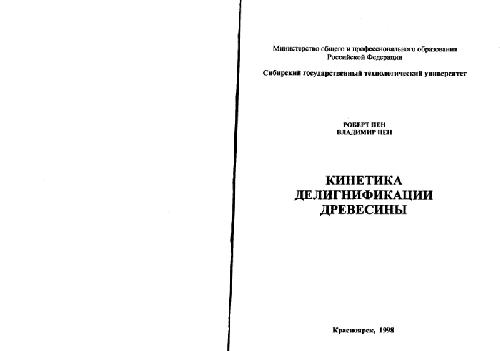 Министерство общего и профессионального образования
Российской Федерации
Сибирский государственный технологический университет
РОБЕРТ ПЕН
ВЛАДИМИР ПЕН
КИНЕТИКА
ДЕЛИГНИФИКАЦИИ
ДРЕВЕСИНЫ
Красноярск, 1998